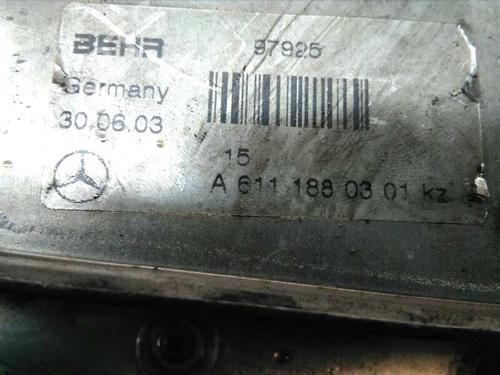 BEHR 97925
Germany
30.06.03
15
A 611 188 03 01 kz